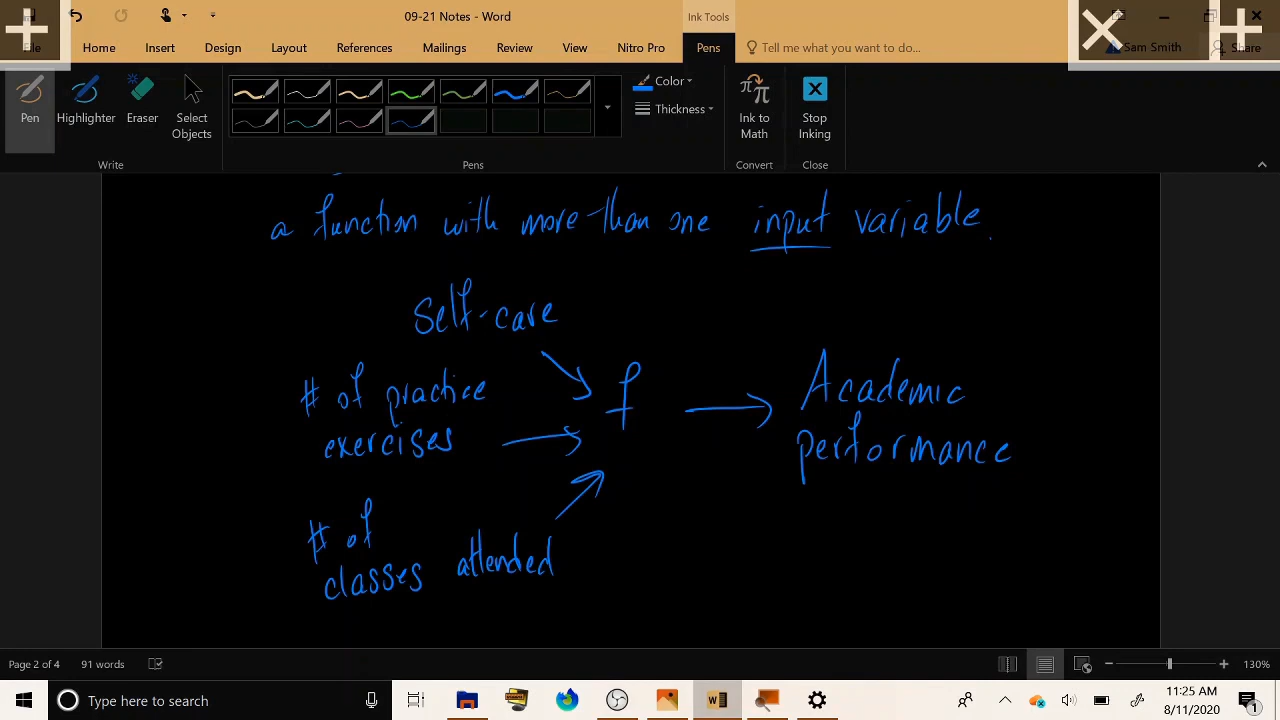 09-21 Notes - Word
Ink Tools
File Home Insert Design Layout References Mailings Review View Nitro Pro Pens Tell me what you want to do... Sam Smith Share
Pen Highlighter Eraser Select Objects
Color
Thickness
Ink to Math
Stop Inking
Write Pens Convert Close
a function with more than one input variable.
Self-care
# of practice
exercises
f
Academic
performance
# of
classes attended
Page 2 of 4 91 words 130%
Type here to search
11:25 AM
8/11/2020
1